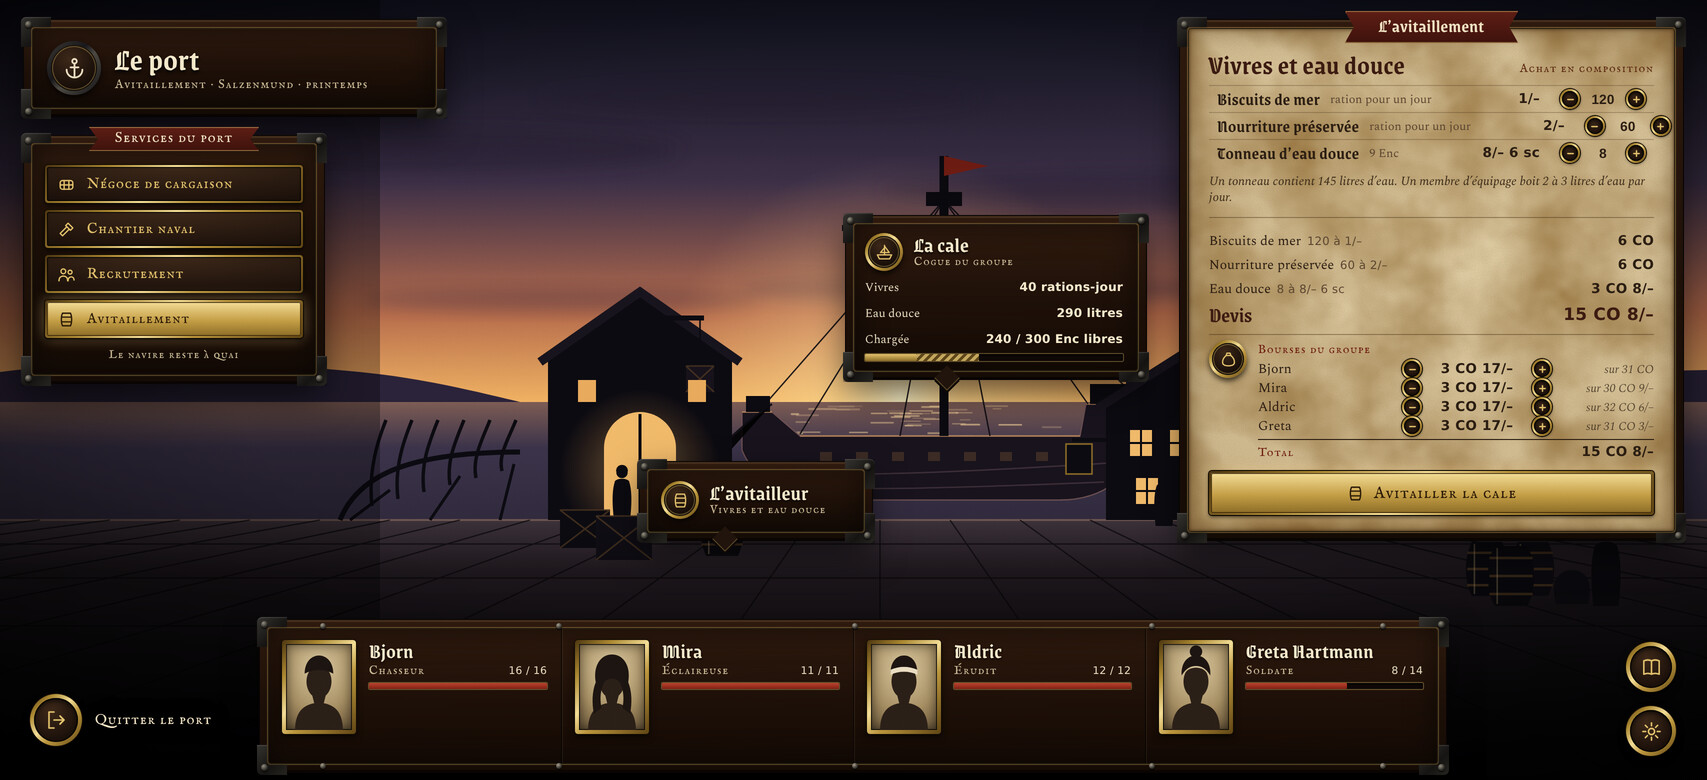 Le port
Avitaillement · Salzenmund · printemps
Services du port
Négoce de cargaison
Chantier naval
Recrutement
Avitaillement
Le navire reste à quai
La cale
Cogue du groupe
Vivres 40 rations-jour
Eau douce 290 litres
Chargée 240 / 300 Enc libres
L'avitailleur
Vivres et eau douce
L'avitaillement
Vivres et eau douce Achat en composition
Biscuits de mer ration pour un jour 1/– − 120 +
Nourriture préservée ration pour un jour 2/– − 60 +
Tonneau d'eau douce 9 Enc 8/– 6 sc − 8 +
Un tonneau contient 145 litres d'eau. Un membre d'équipage boit 2 à 3 litres d'eau par
jour.
Biscuits de mer 120 à 1/– 6 CO
Nourriture préservée 60 à 2/– 6 CO
Eau douce 8 à 8/– 6 sc 3 CO 8/–
Devis 15 CO 8/–
Bourses du groupe
Bjorn − 3 CO 17/– + sur 31 CO
Mira − 3 CO 17/– + sur 30 CO 9/–
Aldric − 3 CO 17/– + sur 32 CO 6/–
Greta − 3 CO 17/– + sur 31 CO 3/–
Total 15 CO 8/–
Avitailler la cale
Bjorn
Chasseur 16 / 16
Mira
Éclaireuse 11 / 11
Aldric
Érudit 12 / 12
Greta Hartmann
Soldate 8 / 14
Quitter le port